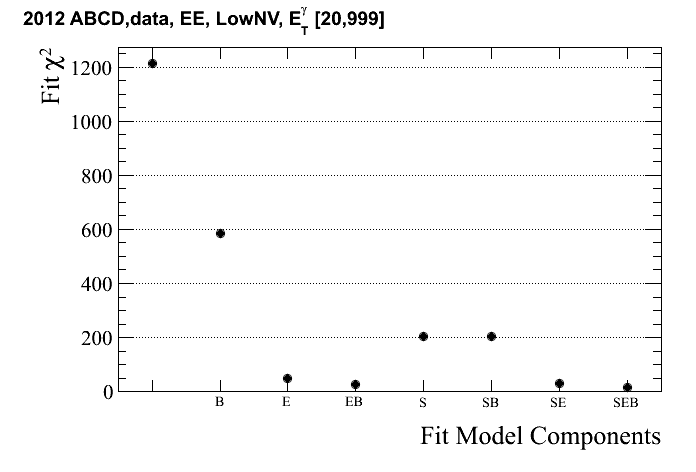 2012 ABCD,data, EE, LowNV, E_T^γ [20,999]
Fit χ²
1200
1000
800
600
400
200
0
B E EB S SB SE SEB
Fit Model Components